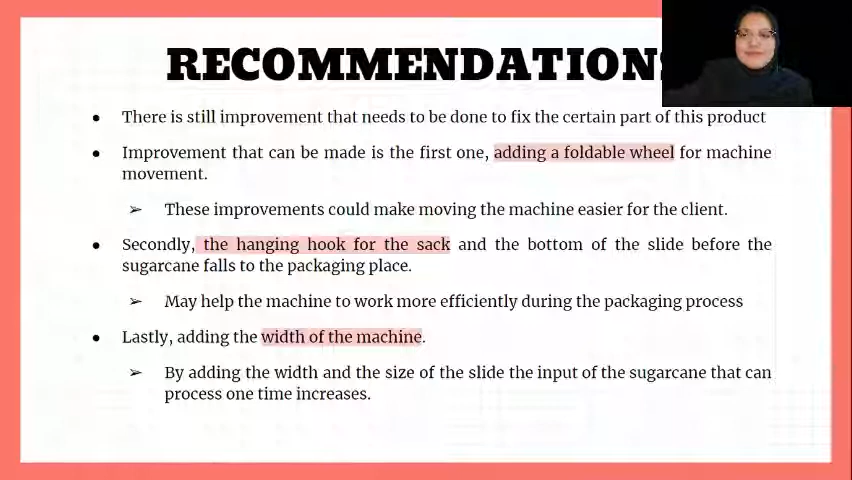 RECOMMENDATIONS
• There is still improvement that needs to be done to fix the certain part of this product
• Improvement that can be made is the first one, adding a foldable wheel for machine
movement.
➢ These improvements could make moving the machine easier for the client.
• Secondly, the hanging hook for the sack and the bottom of the slide before the
sugarcane falls to the packaging place.
➢ May help the machine to work more efficiently during the packaging process
• Lastly, adding the width of the machine.
➢ By adding the width and the size of the slide the input of the sugarcane that can
process one time increases.